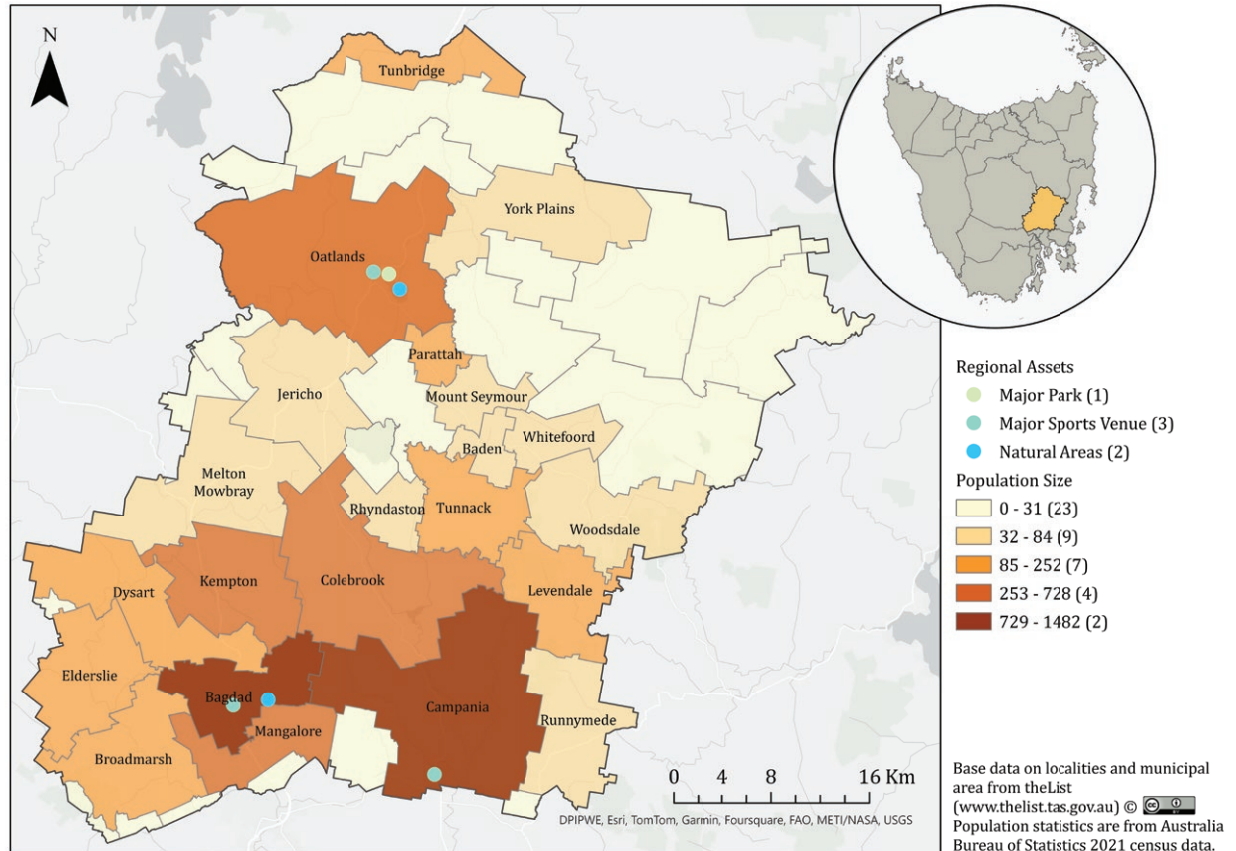 N
Tunbridge
York Plains
Oatlands
Parattah
Jericho
Mount Seymour
Whitefoord
Baden
Melton
Mowbray
Rhyndaston
Tunnack
Woodsdale
Kempton
Colebrook
Dysart
Levendale
Elderslie
Bagdad
Campania
Mangalore
Runnymede
Broadmarsh
0 4 8 16 Km
DPIPWE, Esri, TomTom, Garmin, Foursquare, FAO, METI/NASA, USGS
Regional Assets
Major Park (1)
Major Sports Venue (3)
Natural Areas (2)
Population Size
0 - 31 (23)
32 - 84 (9)
85 - 252 (7)
253 - 728 (4)
729 - 1482 (2)
Base data on localities and municipal
area from theList
(www.thelist.tas.gov.au) ©
Population statistics are from Australia
Bureau of Statistics 2021 census data.